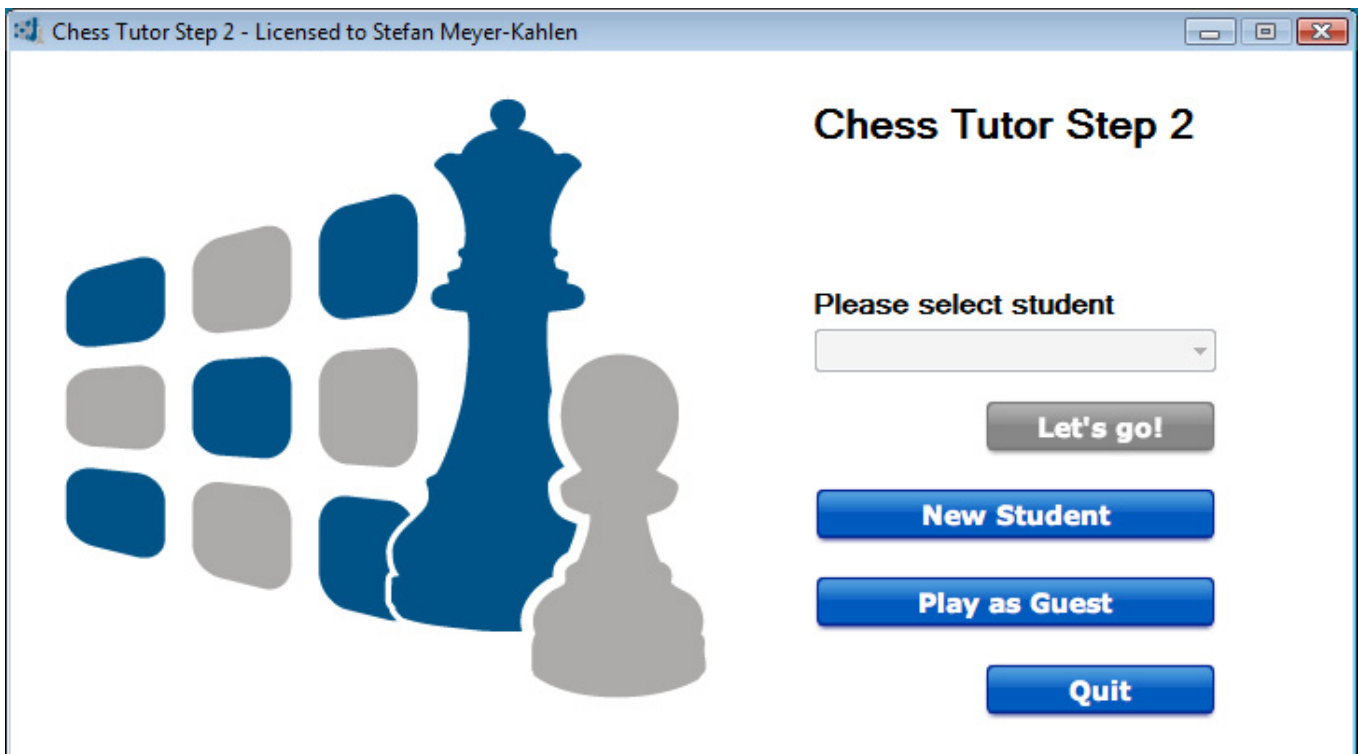 Chess Tutor Step 2 - Licensed to Stefan Meyer-Kahlen
Chess Tutor Step 2
Please select student
Let's go!
New Student
Play as Guest
Quit